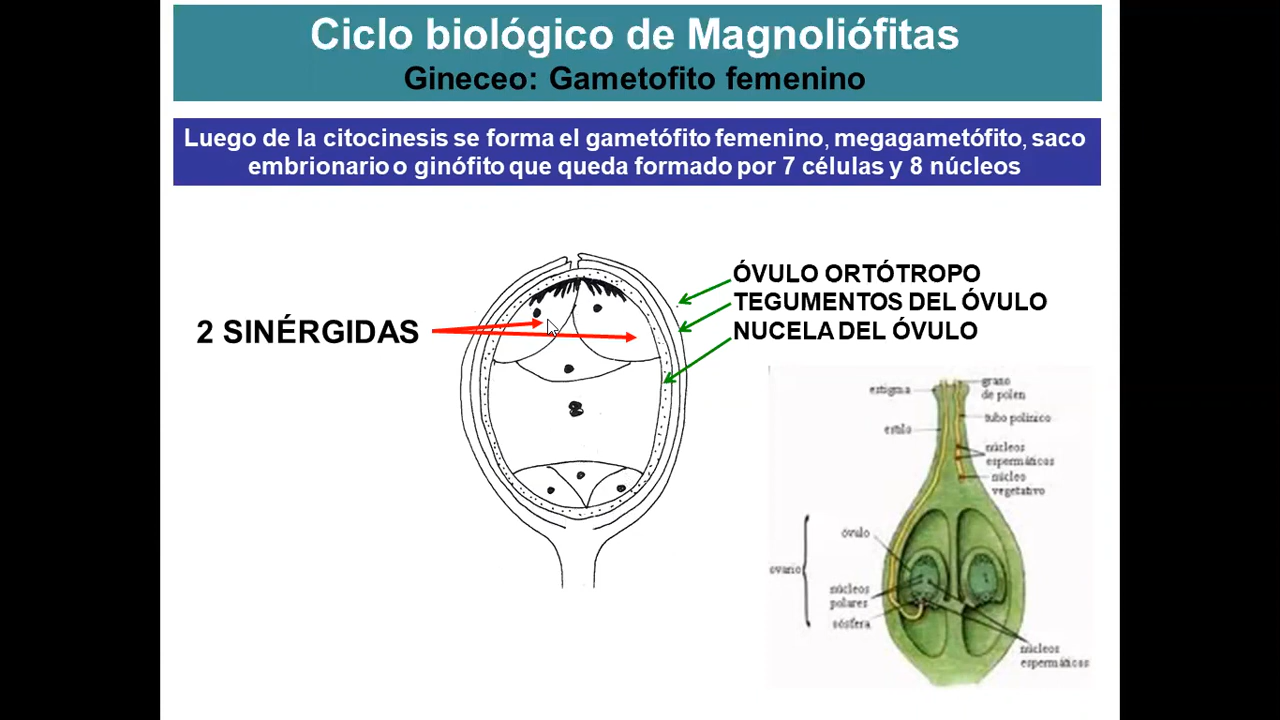 Ciclo biológico de Magnoliófitas
Gineceo: Gametofito femenino
Luego de la citocinesis se forma el gametófito femenino, megagametófito, saco
embrionario o ginófito que queda formado por 7 células y 8 núcleos
2 SINÉRGIDAS
ÓVULO ORTÓTROPO
TEGUMENTOS DEL ÓVULO
NUCELA DEL ÓVULO
estigma
grano
de polen
tubo polínico
estilo
núcleos
espermáticos
núcleo
vegetativo
óvulo
ovario
núcleos
polares
sósfera
núcleos
espermáticos